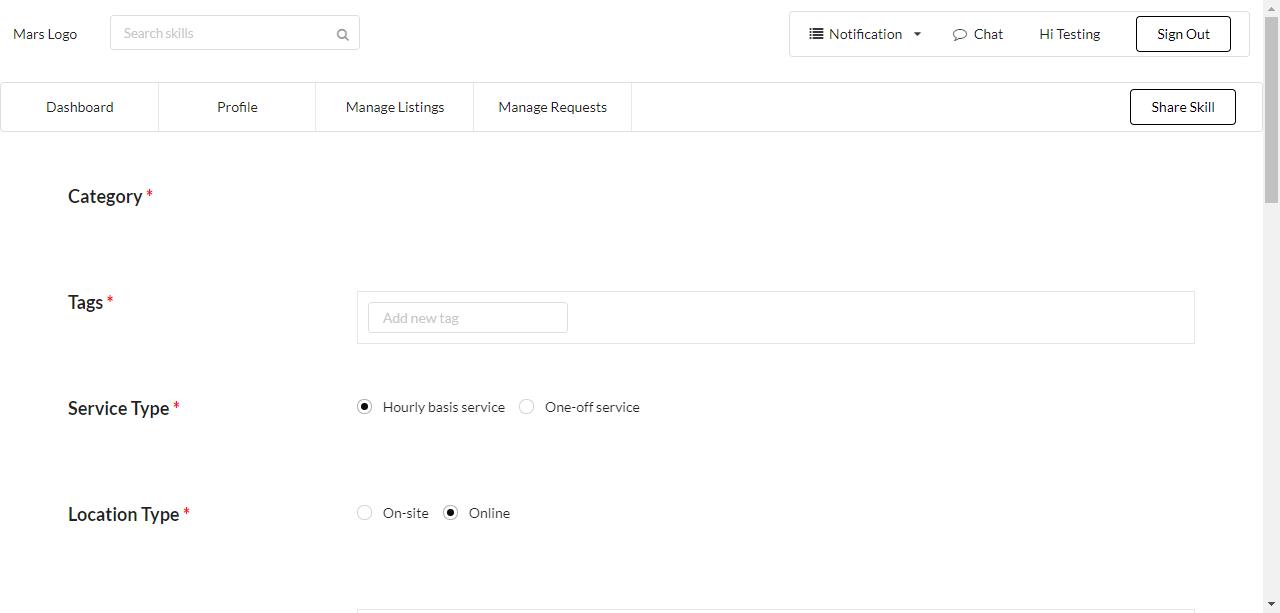 Mars Logo
Search skills
Notification
Chat
Hi Testing
Sign Out
Dashboard
Profile
Manage Listings
Manage Requests
Share Skill
Category *
Tags *
Add new tag
Service Type *
Hourly basis service
One-off service
Location Type *
On-site
Online